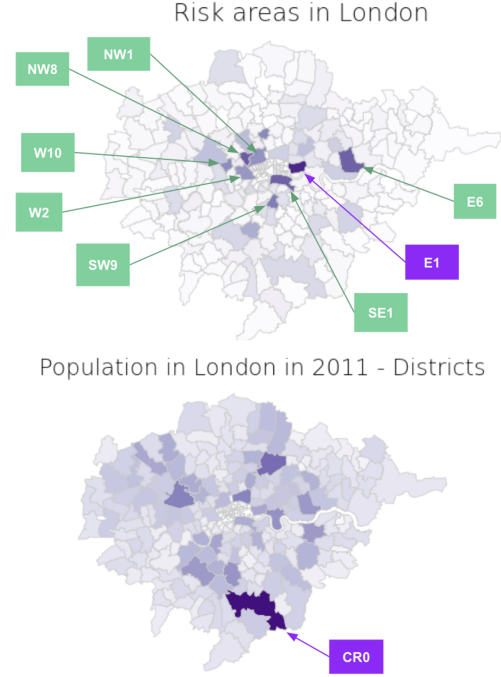 Risk areas in London
NW1
NW8
W10
W2
SW9
E6
E1
SE1
Population in London in 2011 - Districts
CR0